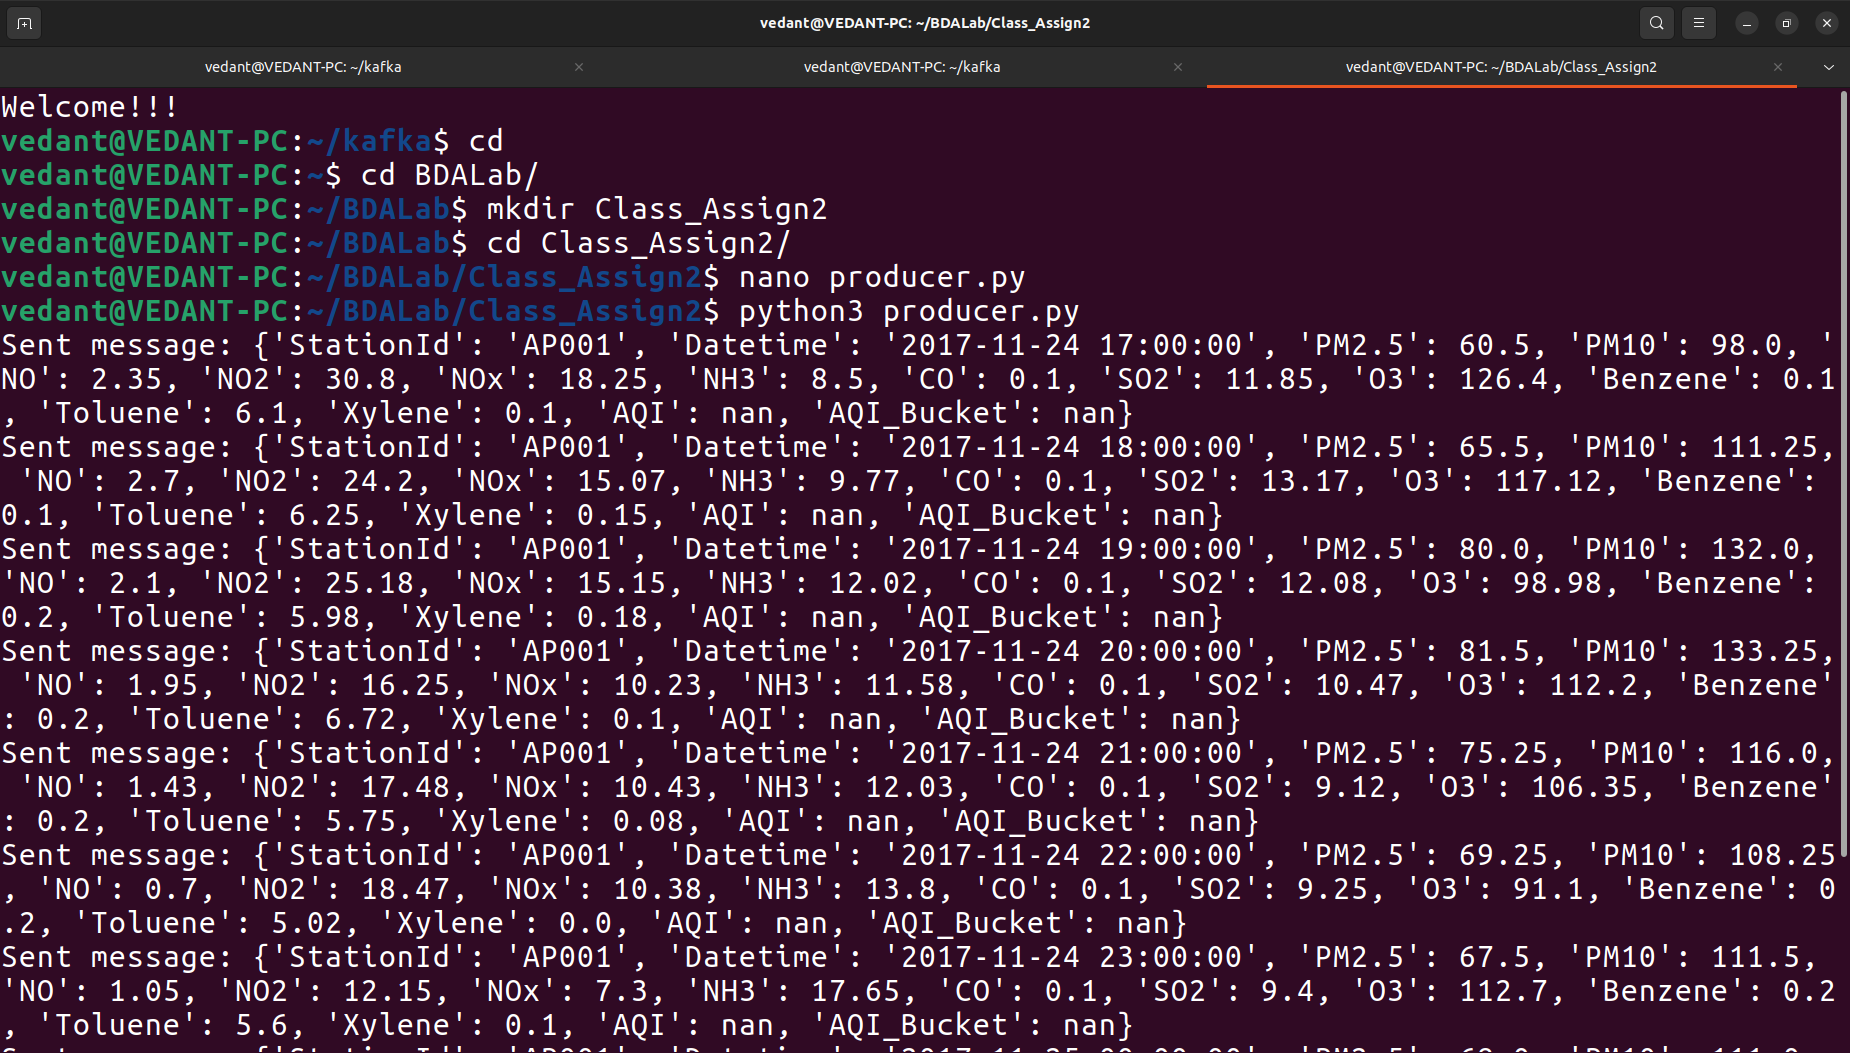 vedant@VEDANT-PC: ~/BDALab/Class_Assign2
vedant@VEDANT-PC: ~/kafka
vedant@VEDANT-PC: ~/kafka
vedant@VEDANT-PC: ~/BDALab/Class_Assign2
Welcome!!!
vedant@VEDANT-PC:~/kafka$ cd
vedant@VEDANT-PC:~$ cd BDALab/
vedant@VEDANT-PC:~/BDALab$ mkdir Class_Assign2
vedant@VEDANT-PC:~/BDALab$ cd Class_Assign2/
vedant@VEDANT-PC:~/BDALab/Class_Assign2$ nano producer.py
vedant@VEDANT-PC:~/BDALab/Class_Assign2$ python3 producer.py
Sent message: {'StationId': 'AP001', 'Datetime': '2017-11-24 17:00:00', 'PM2.5': 60.5, 'PM10': 98.0, '
NO': 2.35, 'NO2': 30.8, 'NOx': 18.25, 'NH3': 8.5, 'CO': 0.1, 'SO2': 11.85, 'O3': 126.4, 'Benzene': 0.1
, 'Toluene': 6.1, 'Xylene': 0.1, 'AQI': nan, 'AQI_Bucket': nan}
Sent message: {'StationId': 'AP001', 'Datetime': '2017-11-24 18:00:00', 'PM2.5': 65.5, 'PM10': 111.25,
 'NO': 2.7, 'NO2': 24.2, 'NOx': 15.07, 'NH3': 9.77, 'CO': 0.1, 'SO2': 13.17, 'O3': 117.12, 'Benzene':
0.1, 'Toluene': 6.25, 'Xylene': 0.15, 'AQI': nan, 'AQI_Bucket': nan}
Sent message: {'StationId': 'AP001', 'Datetime': '2017-11-24 19:00:00', 'PM2.5': 80.0, 'PM10': 132.0,
'NO': 2.1, 'NO2': 25.18, 'NOx': 15.15, 'NH3': 12.02, 'CO': 0.1, 'SO2': 12.08, 'O3': 98.98, 'Benzene':
0.2, 'Toluene': 5.98, 'Xylene': 0.18, 'AQI': nan, 'AQI_Bucket': nan}
Sent message: {'StationId': 'AP001', 'Datetime': '2017-11-24 20:00:00', 'PM2.5': 81.5, 'PM10': 133.25,
 'NO': 1.95, 'NO2': 16.25, 'NOx': 10.23, 'NH3': 11.58, 'CO': 0.1, 'SO2': 10.47, 'O3': 112.2, 'Benzene'
: 0.2, 'Toluene': 6.72, 'Xylene': 0.1, 'AQI': nan, 'AQI_Bucket': nan}
Sent message: {'StationId': 'AP001', 'Datetime': '2017-11-24 21:00:00', 'PM2.5': 75.25, 'PM10': 116.0,
 'NO': 1.43, 'NO2': 17.48, 'NOx': 10.43, 'NH3': 12.03, 'CO': 0.1, 'SO2': 9.12, 'O3': 106.35, 'Benzene'
: 0.2, 'Toluene': 5.75, 'Xylene': 0.08, 'AQI': nan, 'AQI_Bucket': nan}
Sent message: {'StationId': 'AP001', 'Datetime': '2017-11-24 22:00:00', 'PM2.5': 69.25, 'PM10': 108.25
, 'NO': 0.7, 'NO2': 18.47, 'NOx': 10.38, 'NH3': 13.8, 'CO': 0.1, 'SO2': 9.25, 'O3': 91.1, 'Benzene': 0
.2, 'Toluene': 5.02, 'Xylene': 0.0, 'AQI': nan, 'AQI_Bucket': nan}
Sent message: {'StationId': 'AP001', 'Datetime': '2017-11-24 23:00:00', 'PM2.5': 67.5, 'PM10': 111.5,
'NO': 1.05, 'NO2': 12.15, 'NOx': 7.3, 'NH3': 17.65, 'CO': 0.1, 'SO2': 9.4, 'O3': 112.7, 'Benzene': 0.2
, 'Toluene': 5.6, 'Xylene': 0.1, 'AQI': nan, 'AQI_Bucket': nan}